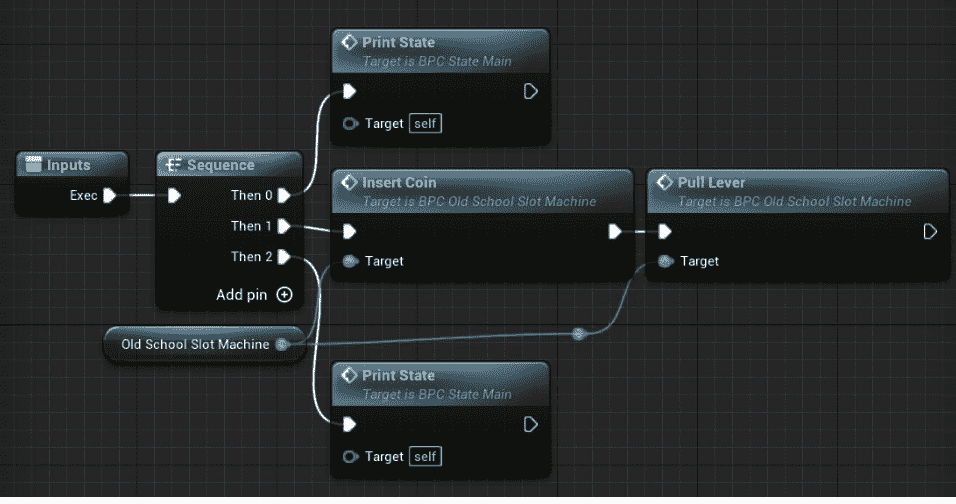 Print State
Target is BPC State Main
Target self
Inputs
Exec
Sequence
Then 0
Then 1
Then 2
Add pin
Insert Coin
Target is BPC Old School Slot Machine
Target
Pull Lever
Target is BPC Old School Slot Machine
Target
Old School Slot Machine
Print State
Target is BPC State Main
Target self